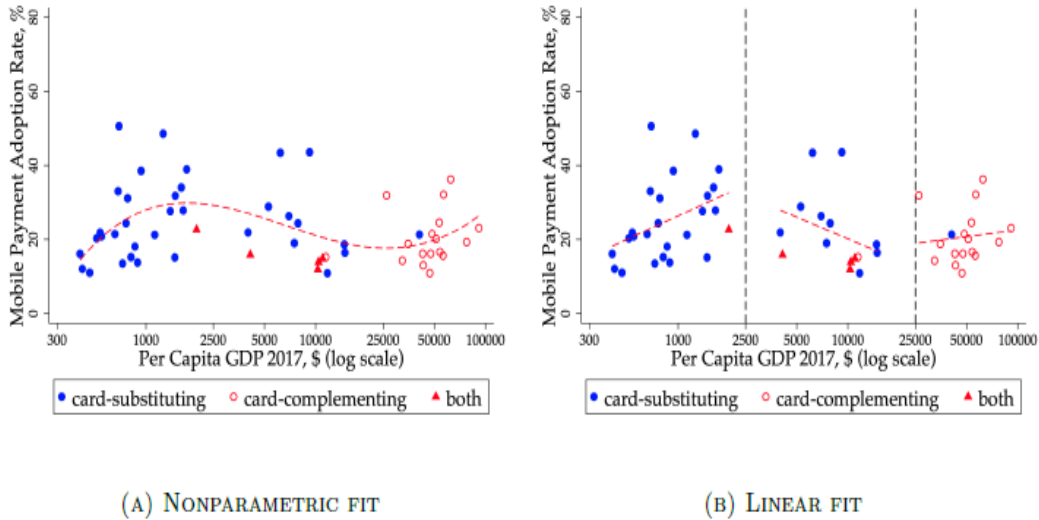 Mobile Payment Adoption Rate, %
80
60
40
20
0
300 1000 2500 5000 10000 25000 50000 100000
Per Capita GDP 2017, $ (log scale)
card-substituting card-complementing both
(A) NONPARAMETRIC FIT
Mobile Payment Adoption Rate, %
80
60
40
20
0
300 1000 2500 5000 10000 25000 50000 100000
Per Capita GDP 2017, $ (log scale)
card-substituting card-complementing both
(B) LINEAR FIT